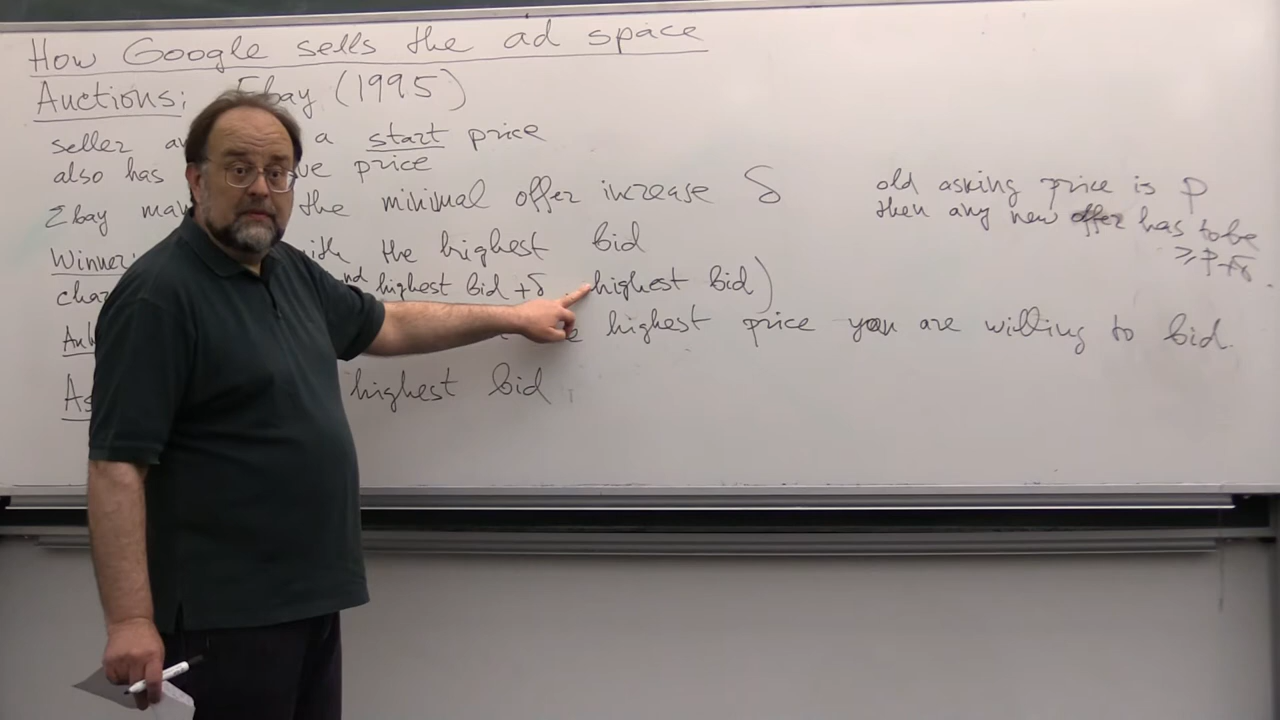 How Google sells the ad space
Auctions: Ebay (1995)
seller a start price
also has price
Ebay the minimal offer increase δ
old asking price is p
then any new offer has to be
≥ p+δ
Winner: with the highest bid
highest bid +δ, highest bid)
highest price you are willing to bid.
highest bid